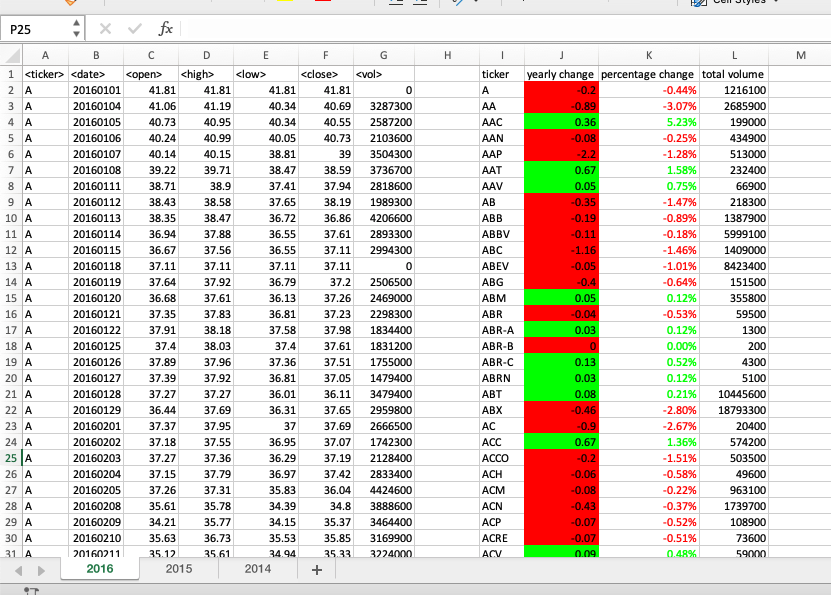 Cell Styles
P25 fx
A B C D E F G H I J K L M
1 <ticker> <date> <open> <high> <low> <close> <vol> ticker yearly change percentage change total volume
2 A 20160101 41.81 41.81 41.81 41.81 0 A -0.2 -0.44% 1216100
3 A 20160104 41.06 41.19 40.34 40.69 3287300 AA -0.89 -3.07% 2685900
4 A 20160105 40.73 40.95 40.34 40.55 2587200 AAC 0.36 5.23% 199000
5 A 20160106 40.24 40.99 40.05 40.73 2103600 AAN -0.08 -0.25% 434900
6 A 20160107 40.14 40.15 38.81 39 3504300 AAP -2.2 -1.28% 513000
7 A 20160108 39.22 39.71 38.47 38.59 3736700 AAT 0.67 1.58% 232400
8 A 20160111 38.71 38.9 37.41 37.94 2818600 AAV 0.05 0.75% 66900
9 A 20160112 38.43 38.58 37.65 38.19 1989300 AB -0.35 -1.47% 218300
10 A 20160113 38.35 38.47 36.72 36.86 4206600 ABB -0.19 -0.89% 1387900
11 A 20160114 36.94 37.88 36.55 37.61 2893300 ABBV -0.11 -0.18% 5999100
12 A 20160115 36.67 37.56 36.55 37.11 2994300 ABC -1.16 -1.46% 1409000
13 A 20160118 37.11 37.11 37.11 37.11 0 ABEV -0.05 -1.01% 8423400
14 A 20160119 37.64 37.92 36.79 37.2 2506500 ABG -0.4 -0.64% 151500
15 A 20160120 36.68 37.61 36.13 37.26 2469000 ABM 0.05 0.12% 355800
16 A 20160121 37.35 37.83 36.81 37.23 2298300 ABR -0.04 -0.53% 59500
17 A 20160122 37.91 38.18 37.58 37.98 1834400 ABR-A 0.03 0.12% 1300
18 A 20160125 37.4 38.03 37.4 37.61 1831200 ABR-B 0 0.00% 200
19 A 20160126 37.89 37.96 37.36 37.51 1755000 ABR-C 0.13 0.52% 4300
20 A 20160127 37.39 37.92 36.81 37.05 1479400 ABRN 0.03 0.12% 5100
21 A 20160128 37.27 37.27 36.01 36.11 3479400 ABT 0.08 0.21% 10445600
22 A 20160129 36.44 37.69 36.31 37.65 2959800 ABX -0.46 -2.80% 18793300
23 A 20160201 37.37 37.95 37 37.69 2666500 AC -0.9 -2.67% 20400
24 A 20160202 37.18 37.55 36.95 37.07 1742300 ACC 0.67 1.36% 574200
25 A 20160203 37.27 37.36 36.29 37.19 2128400 ACCO -0.2 -1.51% 503500
26 A 20160204 37.15 37.79 36.97 37.42 2833400 ACH -0.06 -0.58% 49600
27 A 20160205 37.26 37.31 35.83 36.04 4424600 ACM -0.08 -0.22% 963100
28 A 20160208 35.61 35.78 34.39 34.8 3888600 ACN -0.43 -0.37% 1739700
29 A 20160209 34.21 35.77 34.15 35.37 3464400 ACP -0.07 -0.52% 108900
30 A 20160210 35.63 36.73 35.53 35.85 3169900 ACRE -0.07 -0.51% 73600
31 A 20160211 35.12 35.61 34.94 35.33 3224000 ACV 0.09 0.48% 59000
2016 2015 2014 +